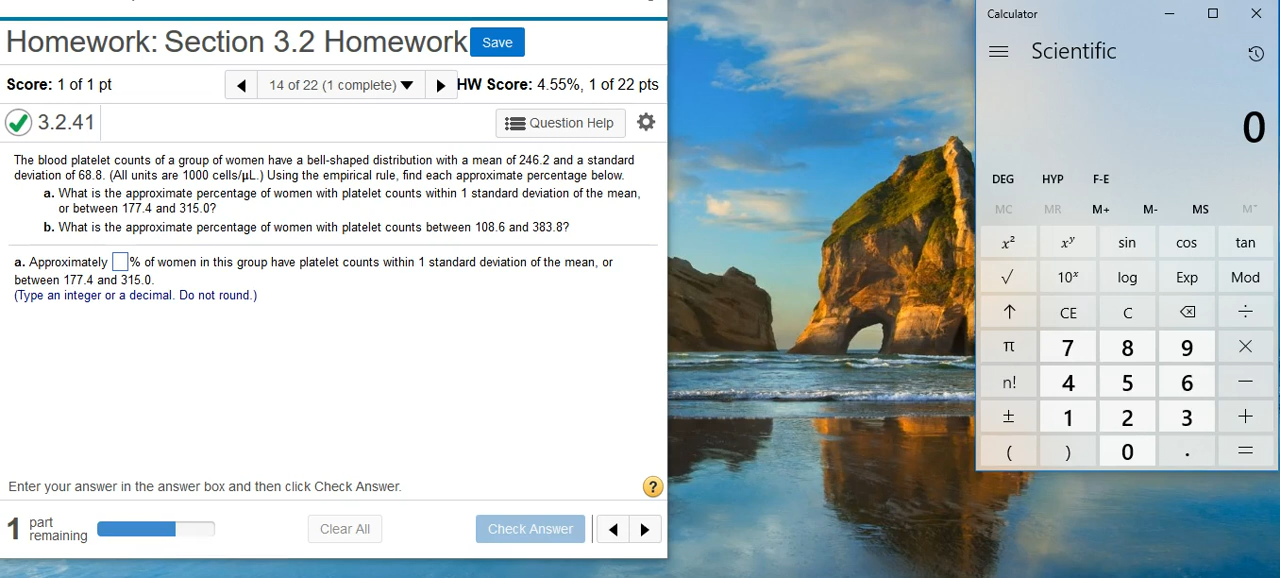 Homework: Section 3.2 Homework Save
Score: 1 of 1 pt 14 of 22 (1 complete) HW Score: 4.55%, 1 of 22 pts
3.2.41 Question Help
The blood platelet counts of a group of women have a bell-shaped distribution with a mean of 246.2 and a standard
deviation of 68.8. (All units are 1000 cells/μL.) Using the empirical rule, find each approximate percentage below.
a. What is the approximate percentage of women with platelet counts within 1 standard deviation of the mean,
or between 177.4 and 315.0?
b. What is the approximate percentage of women with platelet counts between 108.6 and 383.8?
a. Approximately % of women in this group have platelet counts within 1 standard deviation of the mean, or
between 177.4 and 315.0.
(Type an integer or a decimal. Do not round.)
Enter your answer in the answer box and then click Check Answer.
?
1 part
remaining
Clear All Check Answer
Calculator
Scientific
0
DEG HYP F-E
MC MR M+ M- MS M˅
x² xʸ sin cos tan
√ 10ˣ log Exp Mod
↑ CE C ⌫ ÷
π 7 8 9 ×
n! 4 5 6 −
± 1 2 3 +
( ) 0 . =